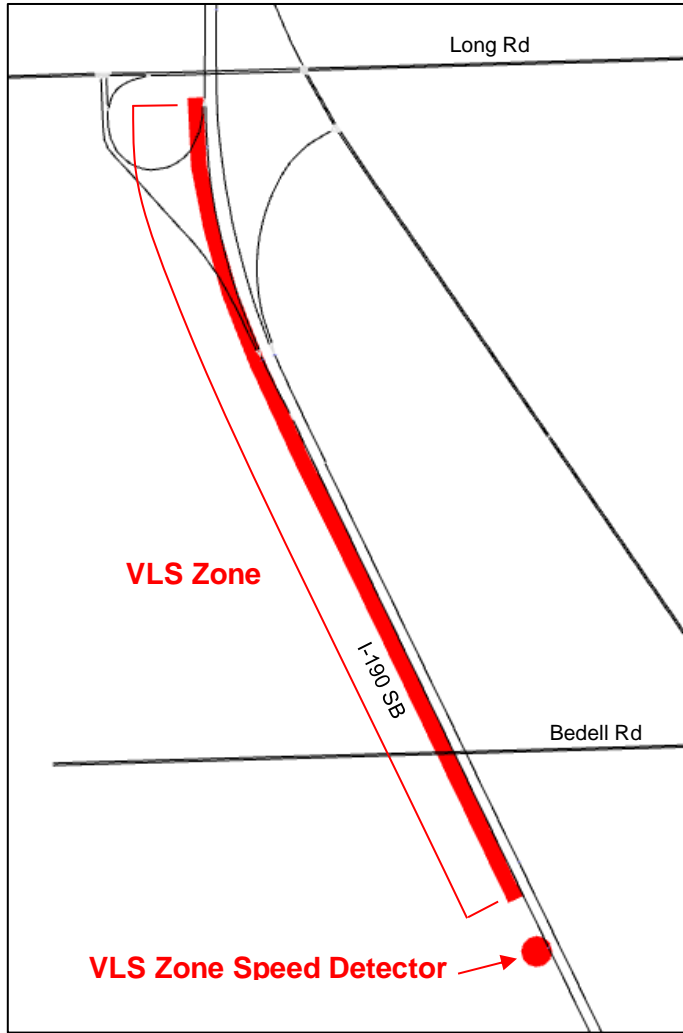 Long Rd
VLS Zone
I-190 SB
Bedell Rd
VLS Zone Speed Detector